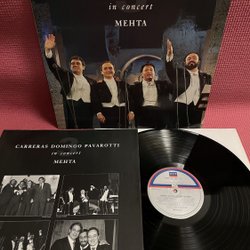 in concert
MEHTA
CARRERAS DOMINGO PAVAROTTI
in concert
MEHTA